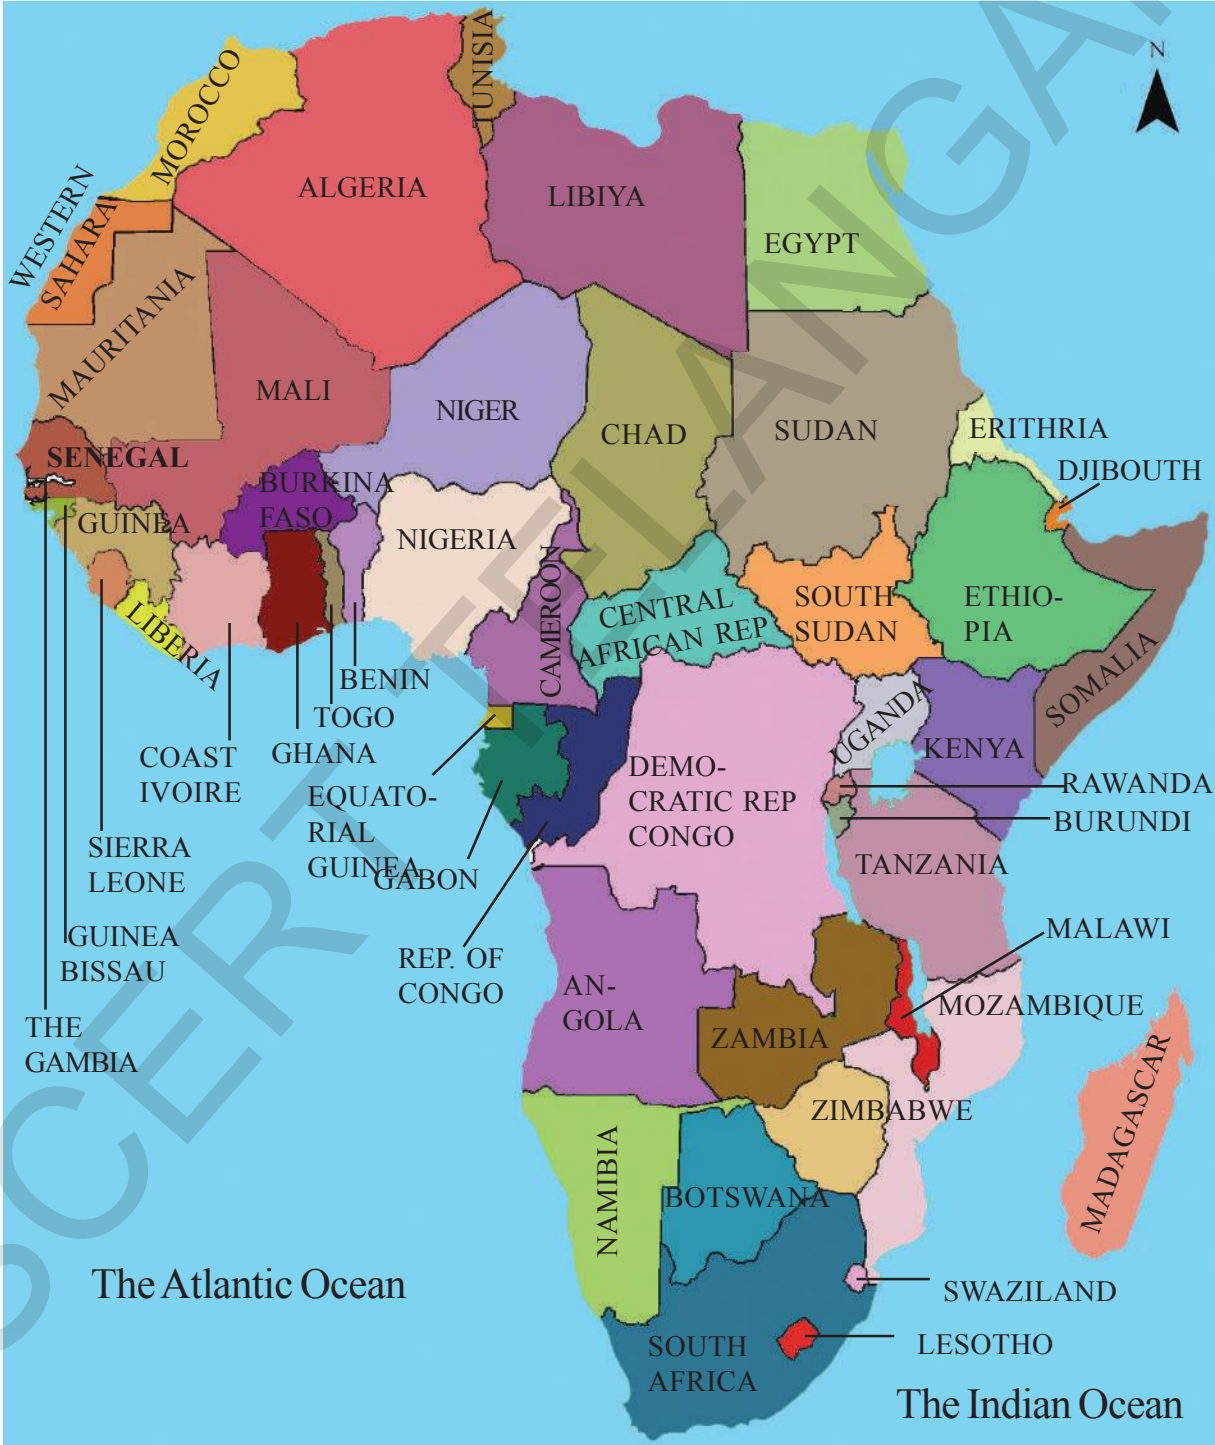 N
TUNISIA
MOROCCO
ALGERIA
LIBIYA
EGYPT
WESTERN
SAHARA
MAURITANIA
MALI
NIGER
CHAD
SUDAN
ERITHRIA
DJIBOUTH
SENEGAL
BURKINA
FASO
GUINEA
NIGERIA
CAMEROON
CENTRAL
AFRICAN REP
SOUTH
SUDAN
ETHIO-
PIA
SOMALIA
LIBERIA
BENIN
TOGO
GHANA
COAST
IVOIRE
UGANDA
KENYA
EQUATO-
RIAL
GUINEA
GABON
DEMO-
CRATIC REP
CONGO
RAWANDA
BURUNDI
TANZANIA
SIERRA
LEONE
GUINEA
BISSAU
THE
GAMBIA
REP. OF
CONGO
AN-
GOLA
MALAWI
MOZAMBIQUE
ZAMBIA
ZIMBABWE
MADAGASCAR
NAMIBIA
BOTSWANA
SWAZILAND
LESOTHO
SOUTH
AFRICA
The Atlantic Ocean
The Indian Ocean
SCERT TELANGANA